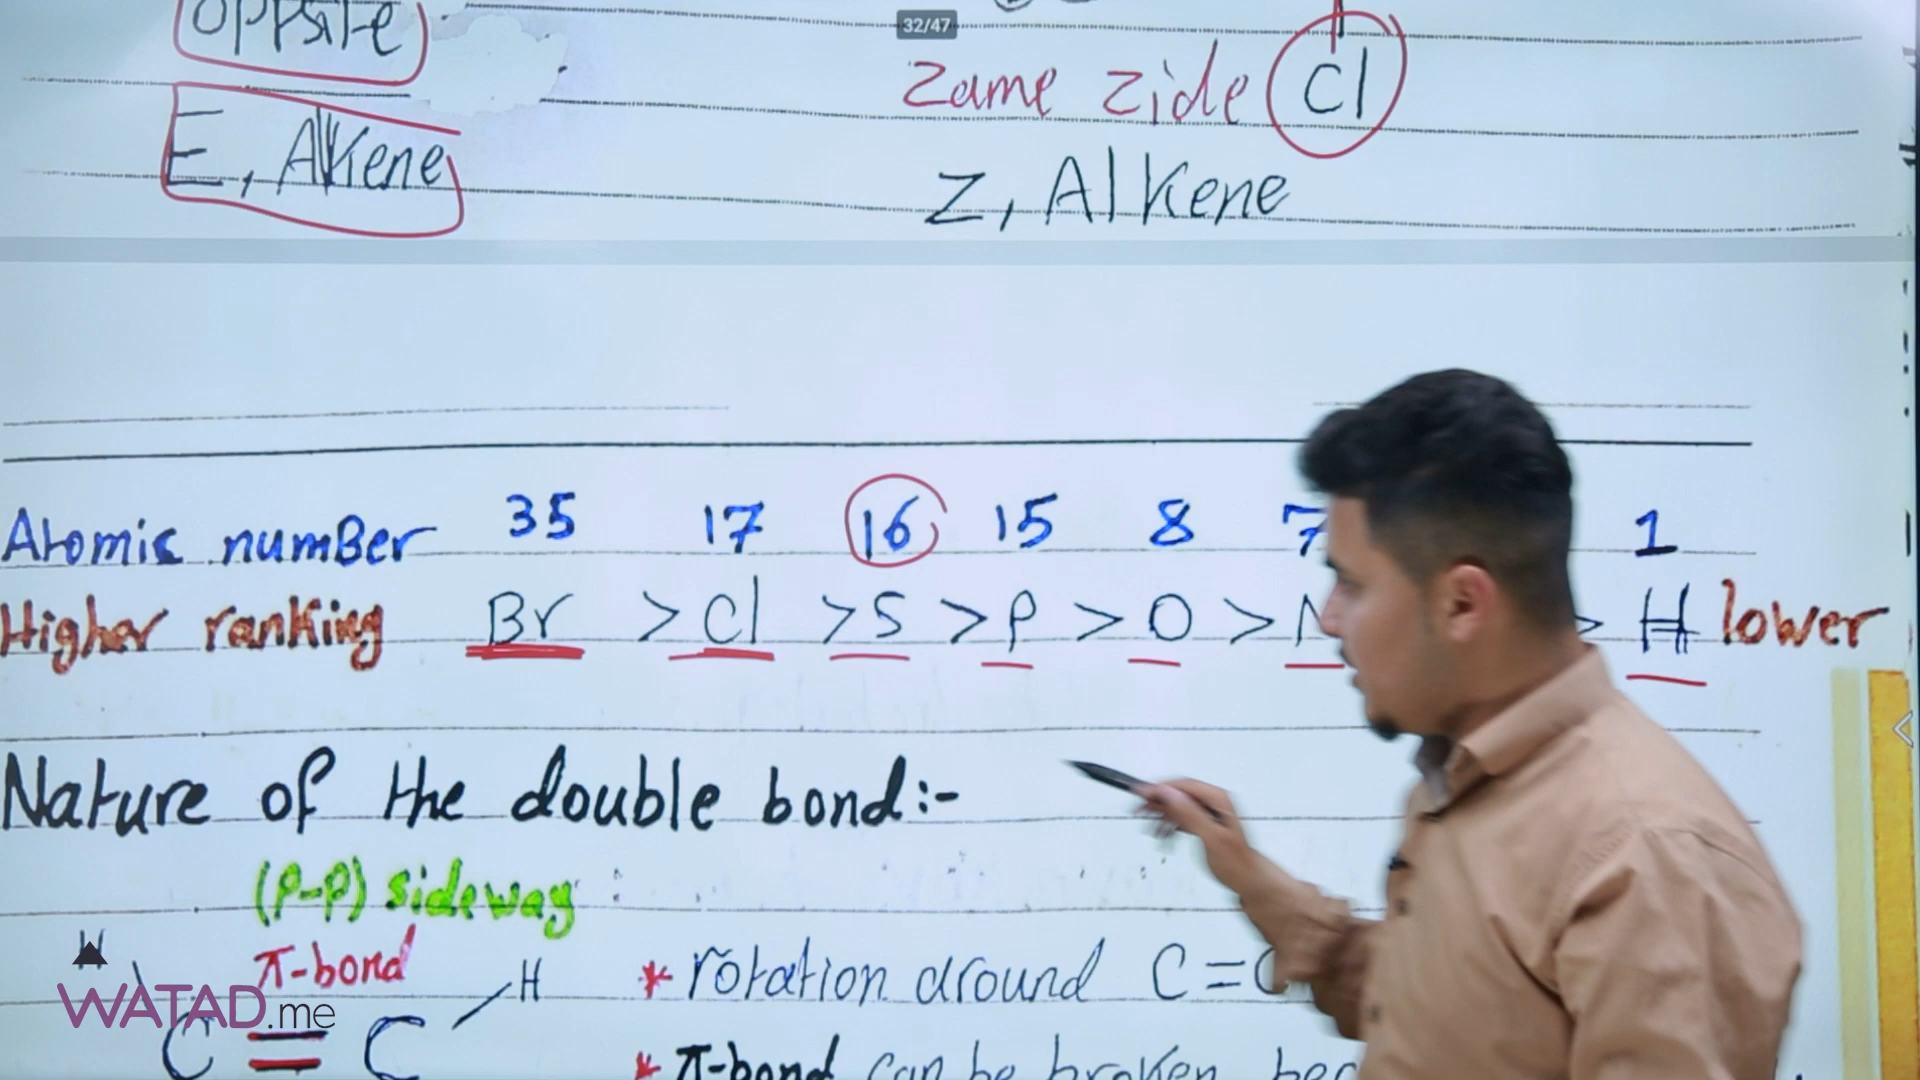 oppsite
32/47
zame zide Cl
E, Alkene
Z, Alkene
Atomic number 35 17 16 15 8 7 1
Higher ranking Br > Cl > S > P > O > N > H lower
Nature of the double bond:-
(P-P) sideway
π-bond
H H
* rotation around C=C
WATAD.me
C=C
* π-bond can be broken bec